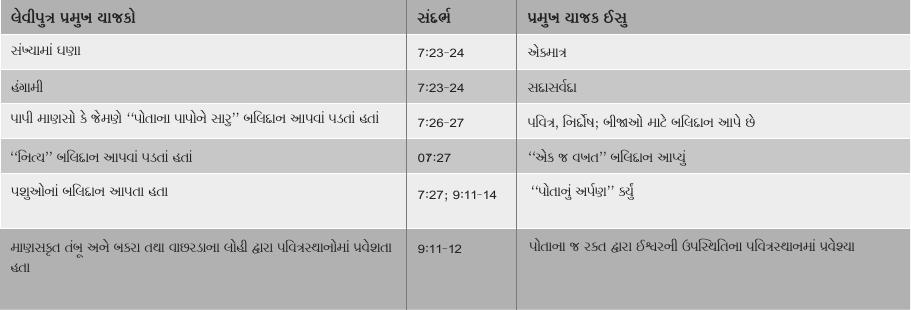 લેવીપુત્ર પ્રમુખ યાજકો સંદર્ભ પ્રમુખ યાજક ઈસુ
સંખ્યામાં ઘણા 7:23-24 એકમાત્ર
હંગામી 7:23-24 સદાસર્વદા
પાપી માણસો કે જેમણે “પોતાના પાપોને સારુ” બલિદાન આપવાં પડતાં હતાં 7:26-27 પવિત્ર, નિર્દોષ; બીજાઓ માટે બલિદાન આપે છે
“નિત્ય” બલિદાન આપવાં પડતાં હતાં 07:27 “એક જ વખત” બલિદાન આપ્યું
પશુઓનાં બલિદાન આપતા હતા 7:27; 9:11-14 “પોતાનું અર્પણ” કર્યું
માણસકૃત તંબૂ અને બકરા તથા વાછરડાના લોહી દ્વારા પવિત્રસ્થાનોમાં પ્રવેશતા 9:11-12 પોતાના જ રક્ત દ્વારા ઈશ્વરની ઉપસ્થિતિના પવિત્રસ્થાનમાં પ્રવેશ્યા
હતા